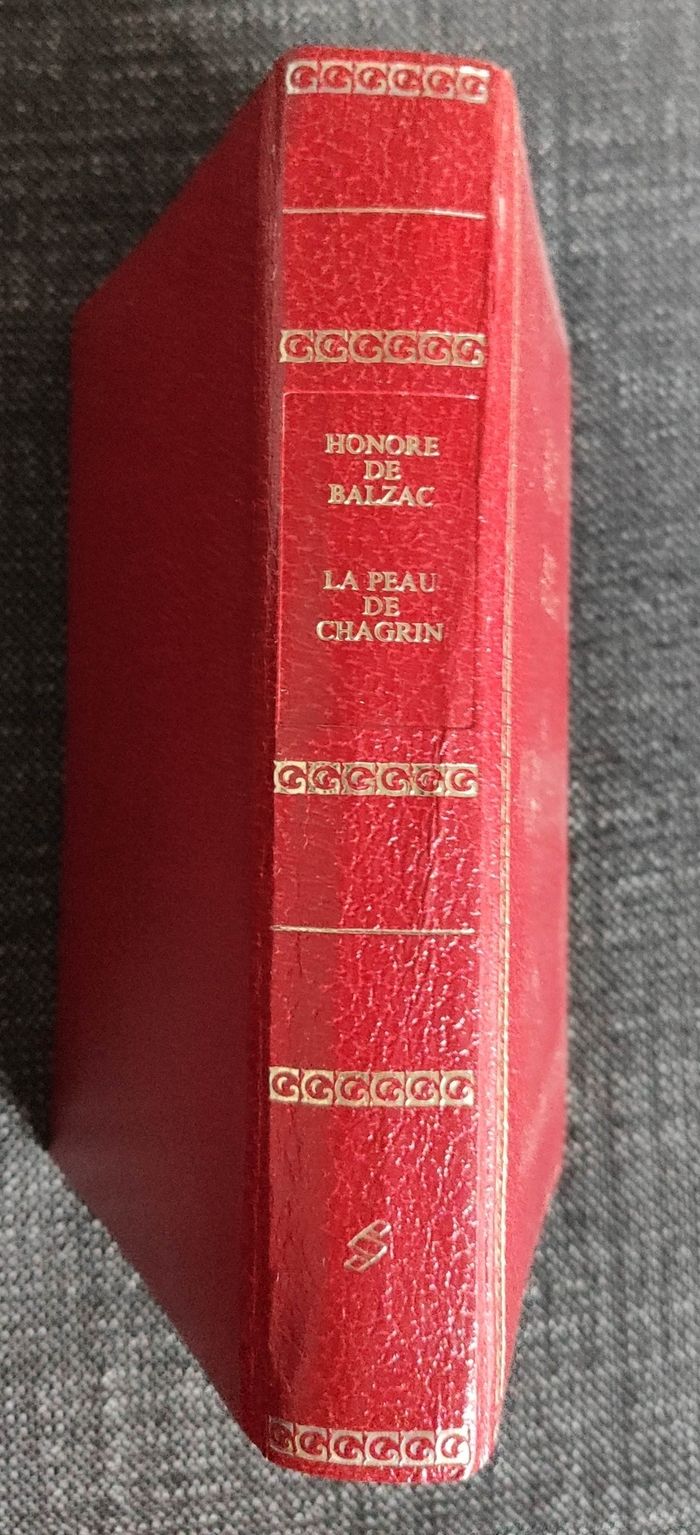 HONORE
DE
BALZAC
LA PEAU
DE
CHAGRIN